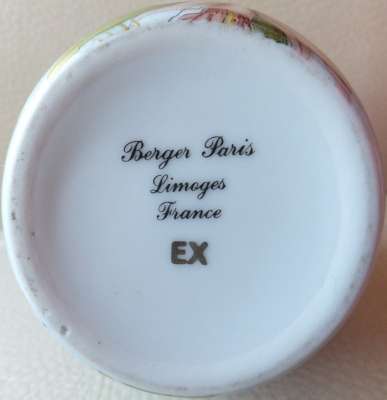 Berger Paris
Limoges
France
EX